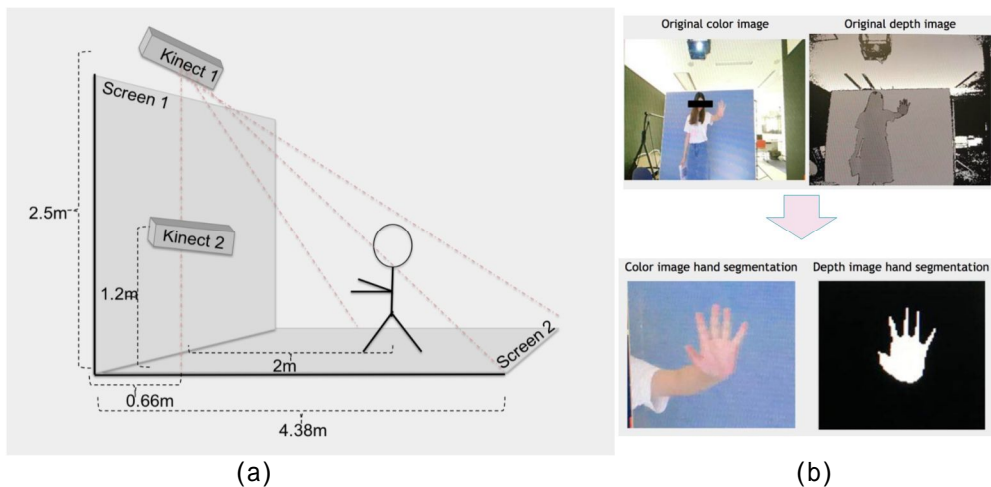 Kinect 1
Screen 1
2.5m
Kinect 2
1.2m
2m
Screen 2
0.66m
4.38m
(a)
Original color image
Original depth image
Color image hand segmentation
Depth image hand segmentation
(b)